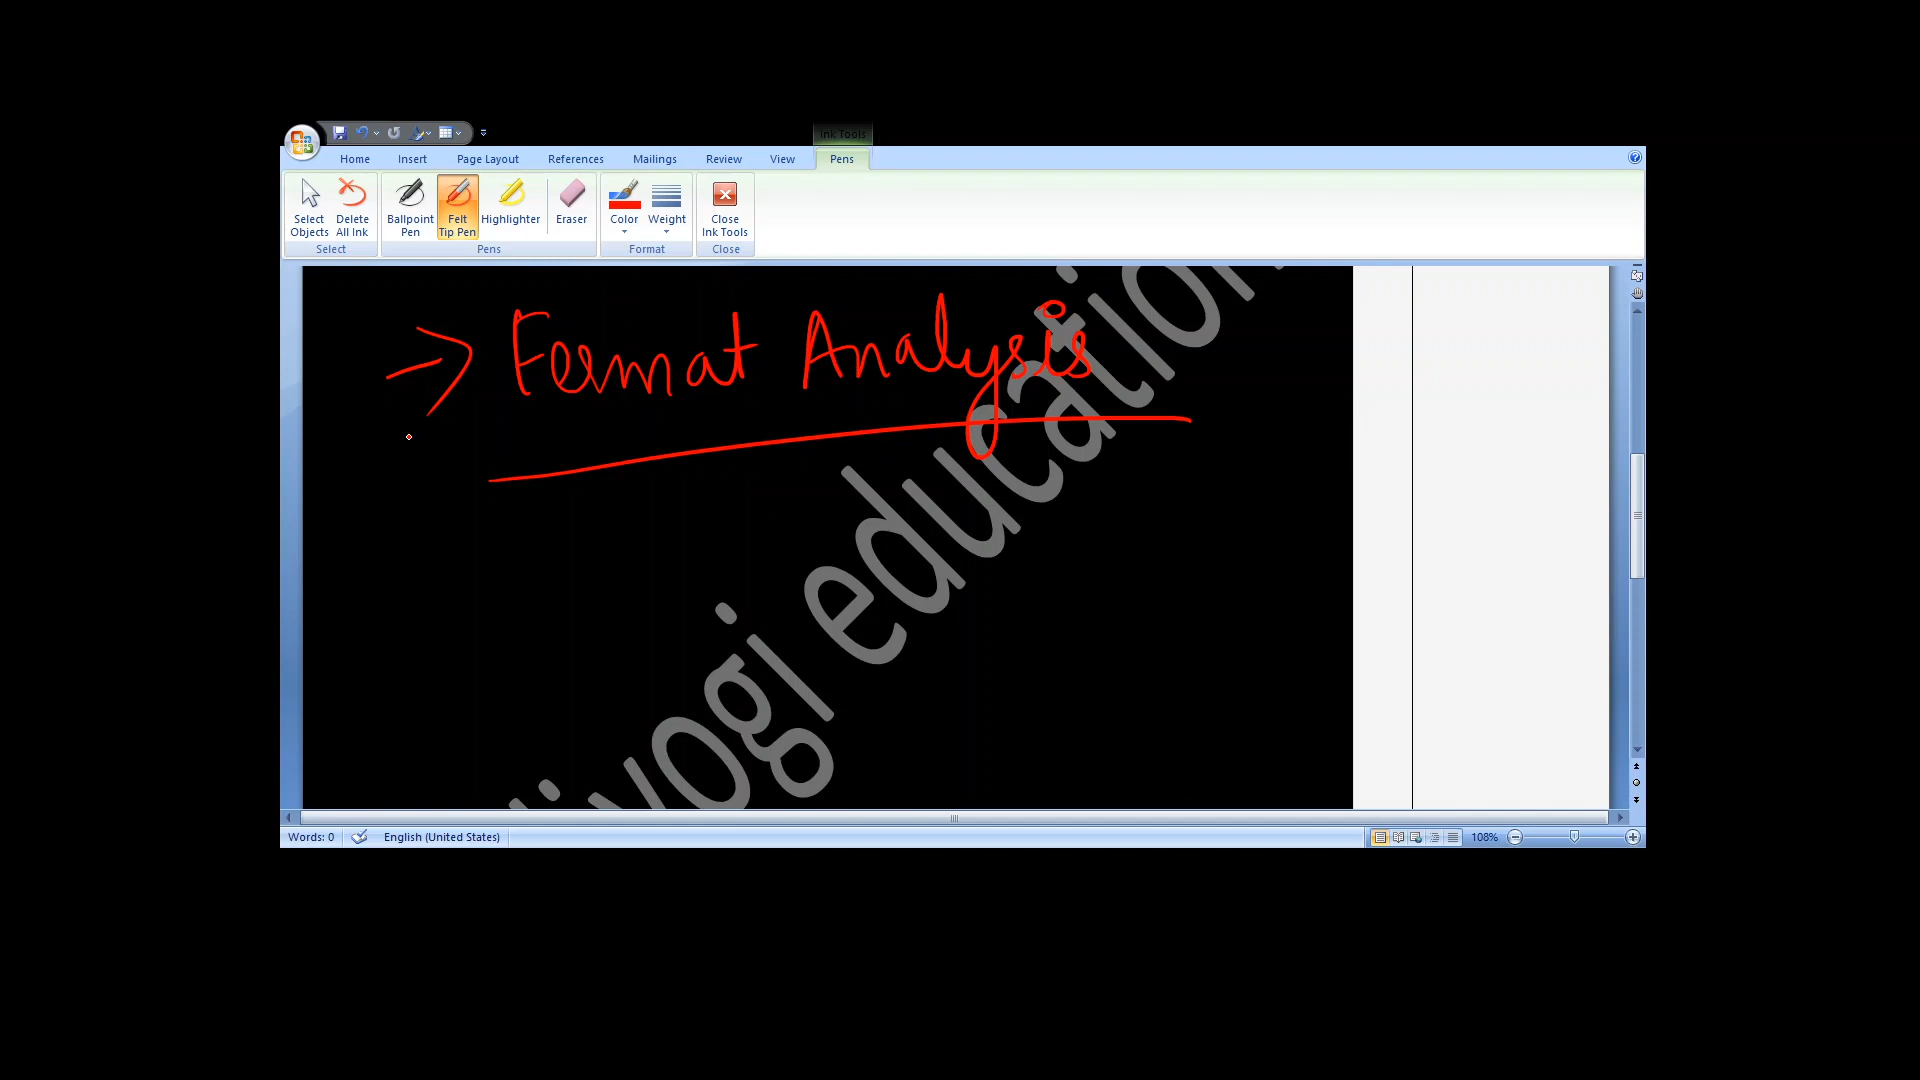 Ink Tools
Home Insert Page Layout References Mailings Review View Pens
Select Objects Delete All Ink Ballpoint Pen Felt Tip Pen Highlighter Eraser Color Weight Close Ink Tools
Select Pens Format Close
→ Format Analysis
iyogi education
Words: 0 English (United States) 108%